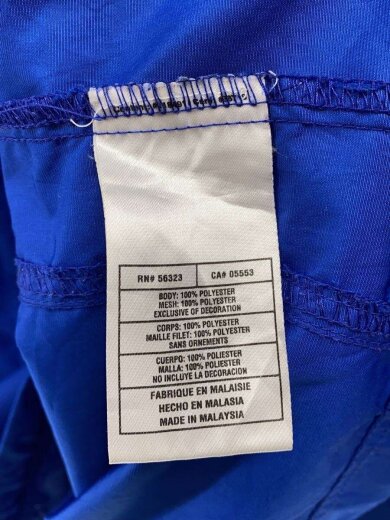 RN# 56323 CA# 05553
BODY: 100% POLYESTER
MESH: 100% POLYESTER
EXCLUSIVE OF DECORATION
CORPS: 100% POLYESTER
MAILLE FILET: 100% POLYESTER
SANS ORNEMENTS
CUERPO: 100% POLIESTER
MALLA: 100% POLIESTER
NO INCLUYE LA DECORACION
FABRIQUE EN MALAISIE
HECHO EN MALASIA
MADE IN MALAYSIA